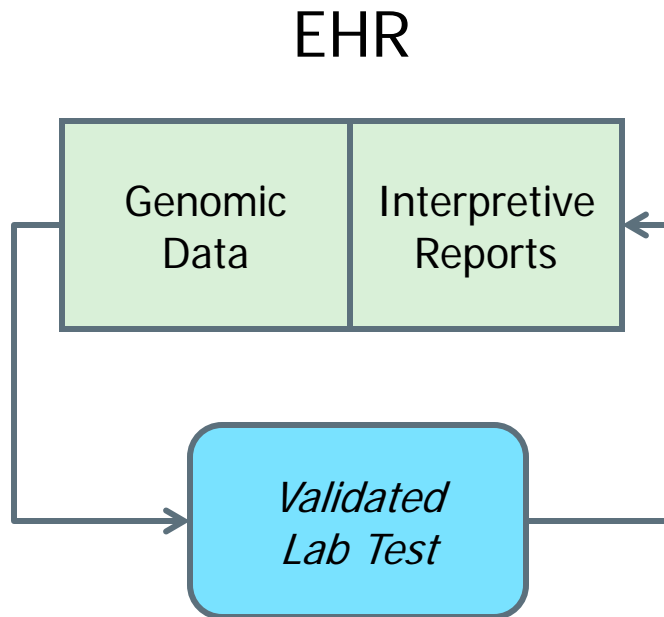 EHR
Genomic
Data
Interpretive
Reports
Validated
Lab Test